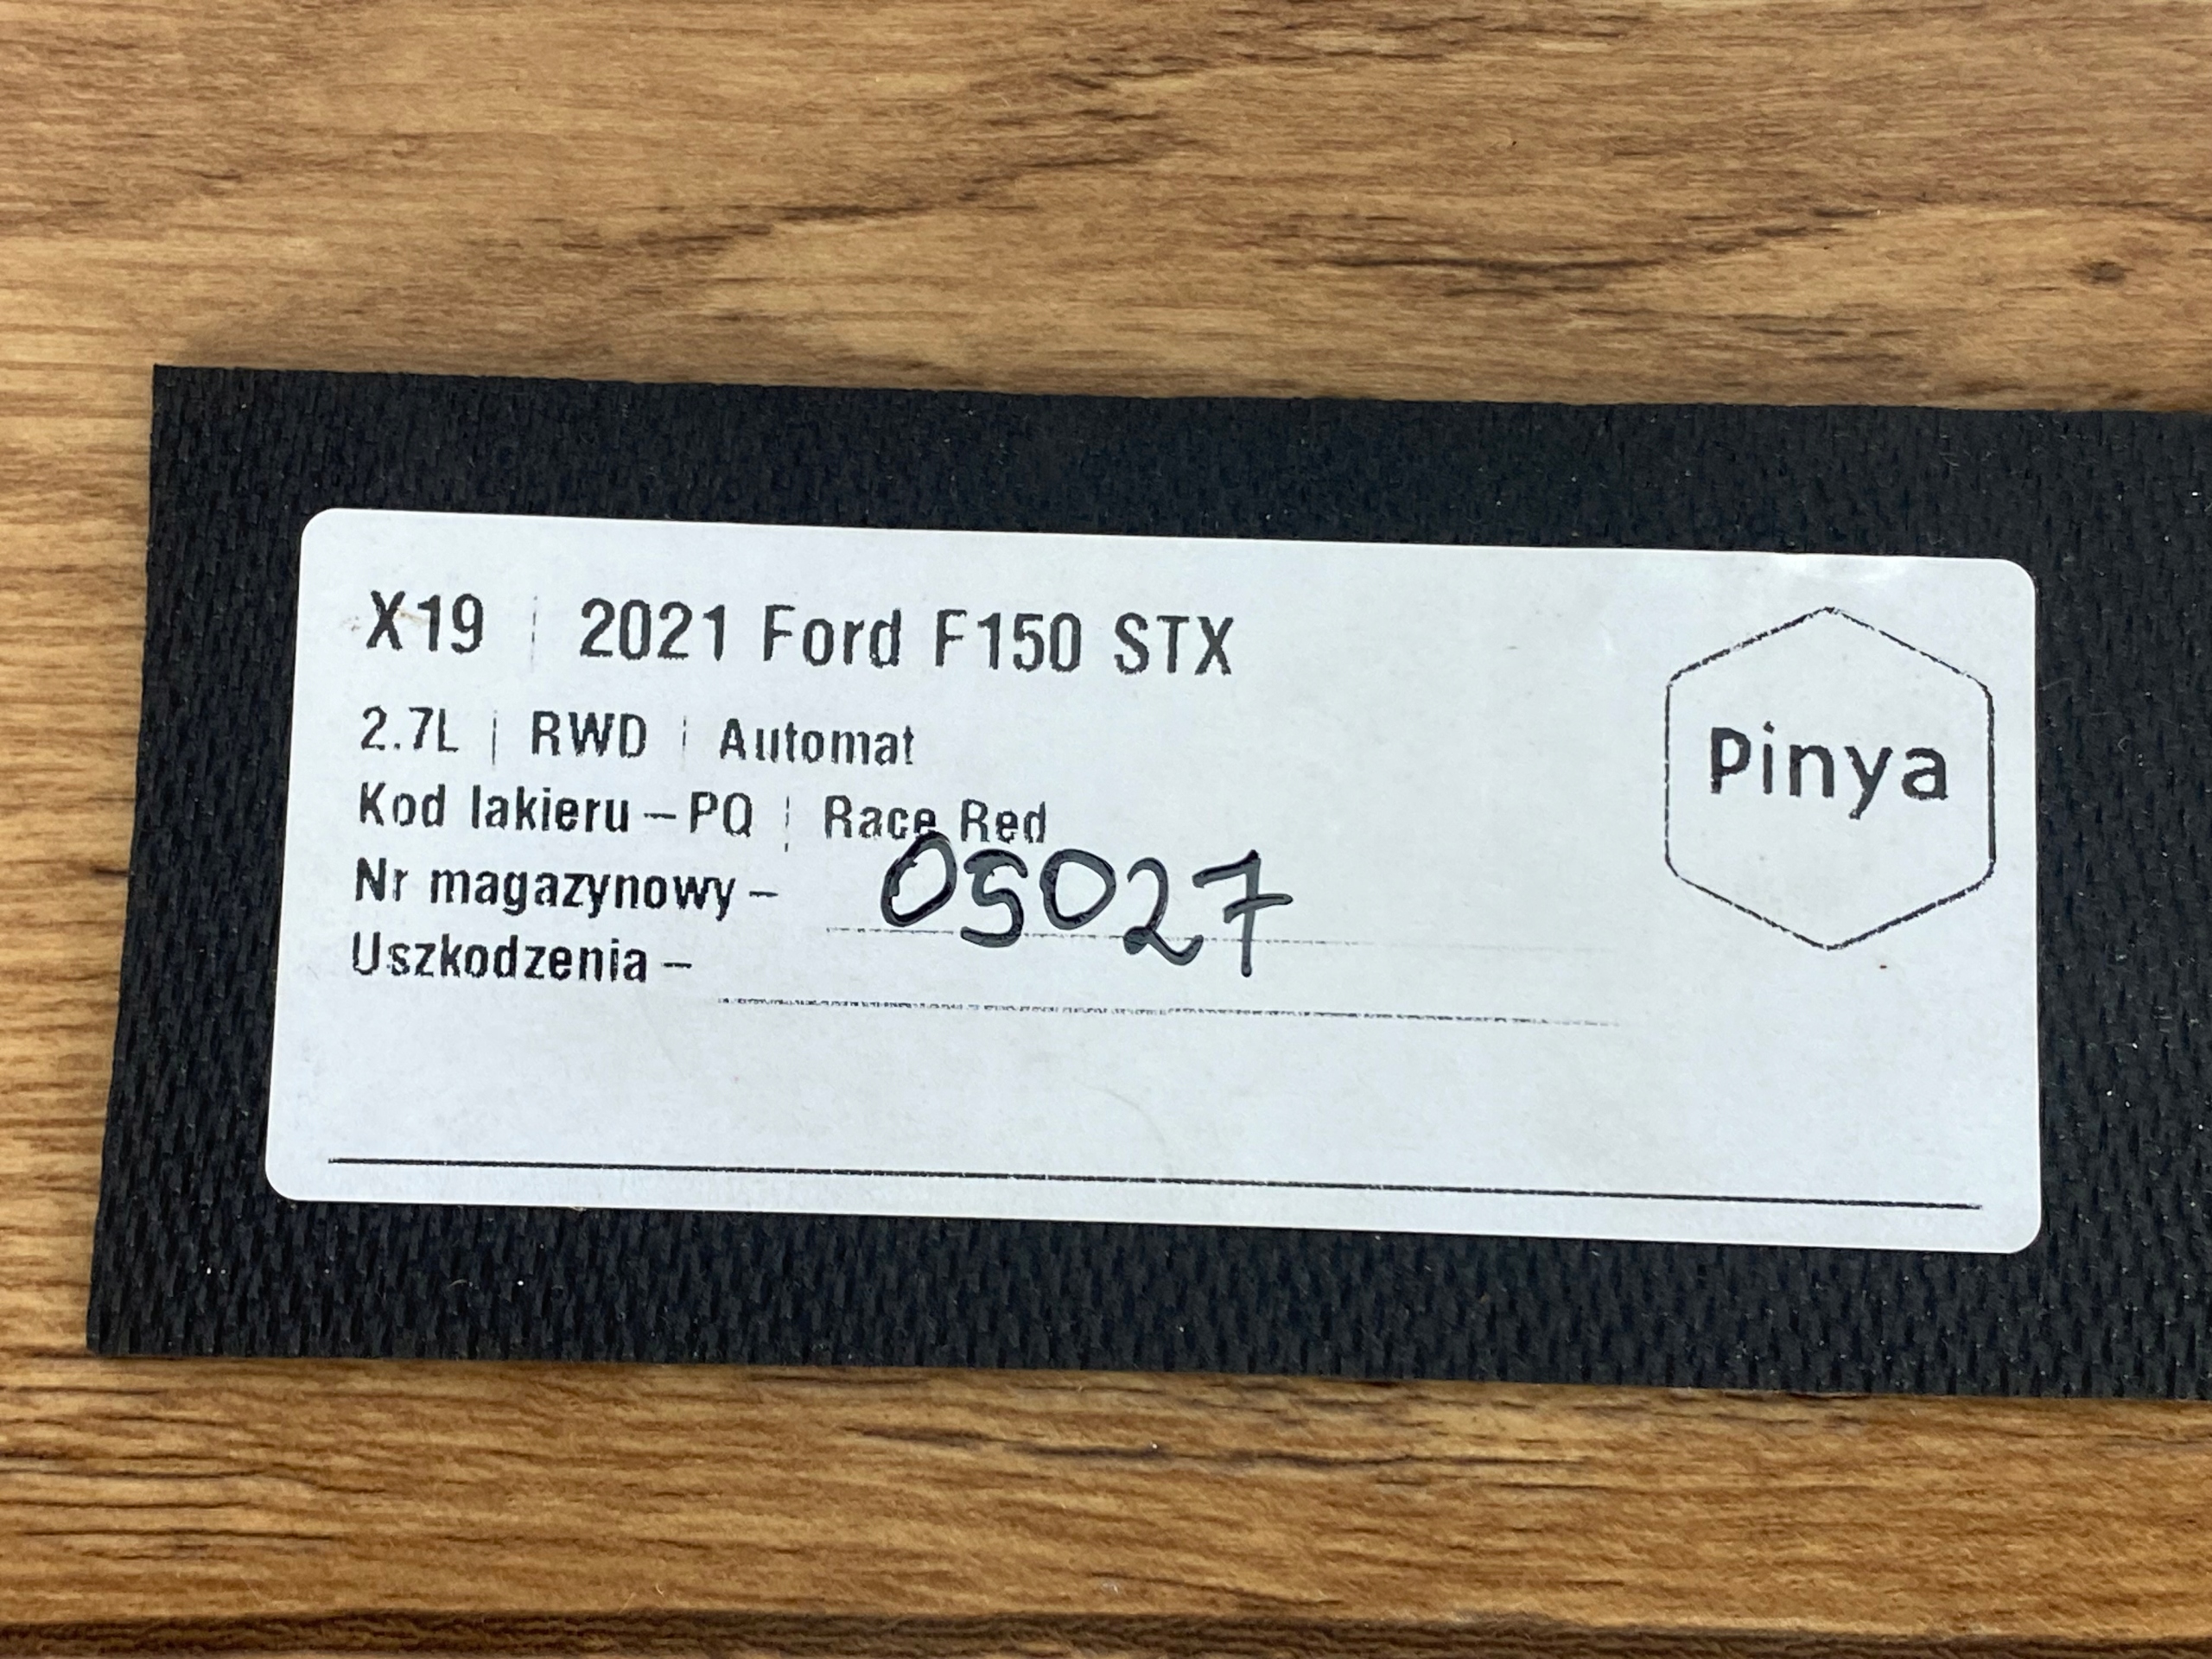 X19 | 2021 Ford F150 STX
2.7L | RWD | Automat
Kod lakieru – PQ | Race Red
Nr magazynowy – 05027
Uszkodzenia –
Pinya